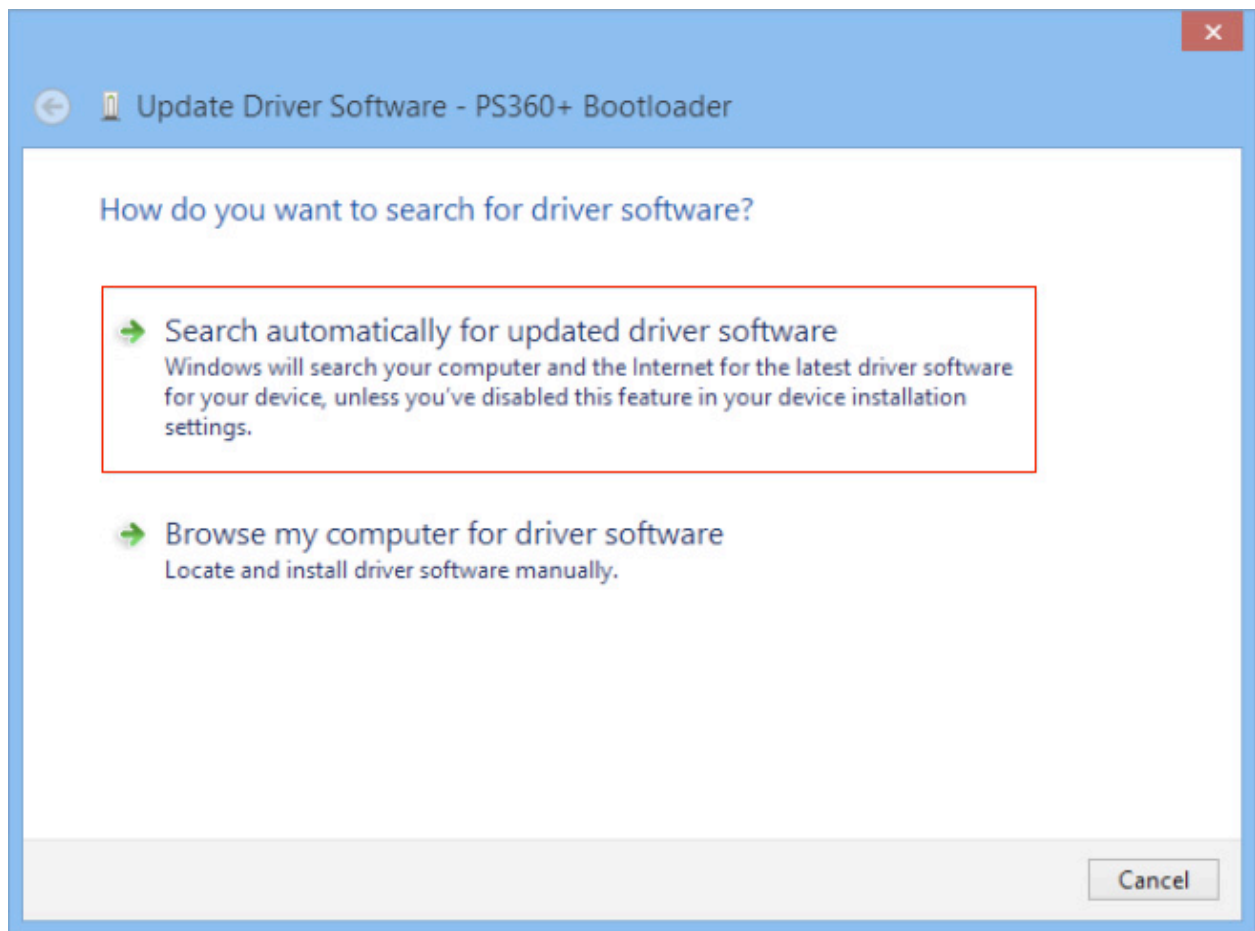 Update Driver Software - PS360+ Bootloader
How do you want to search for driver software?
Search automatically for updated driver software
Windows will search your computer and the Internet for the latest driver software
for your device, unless you've disabled this feature in your device installation
settings.
Browse my computer for driver software
Locate and install driver software manually.
Cancel